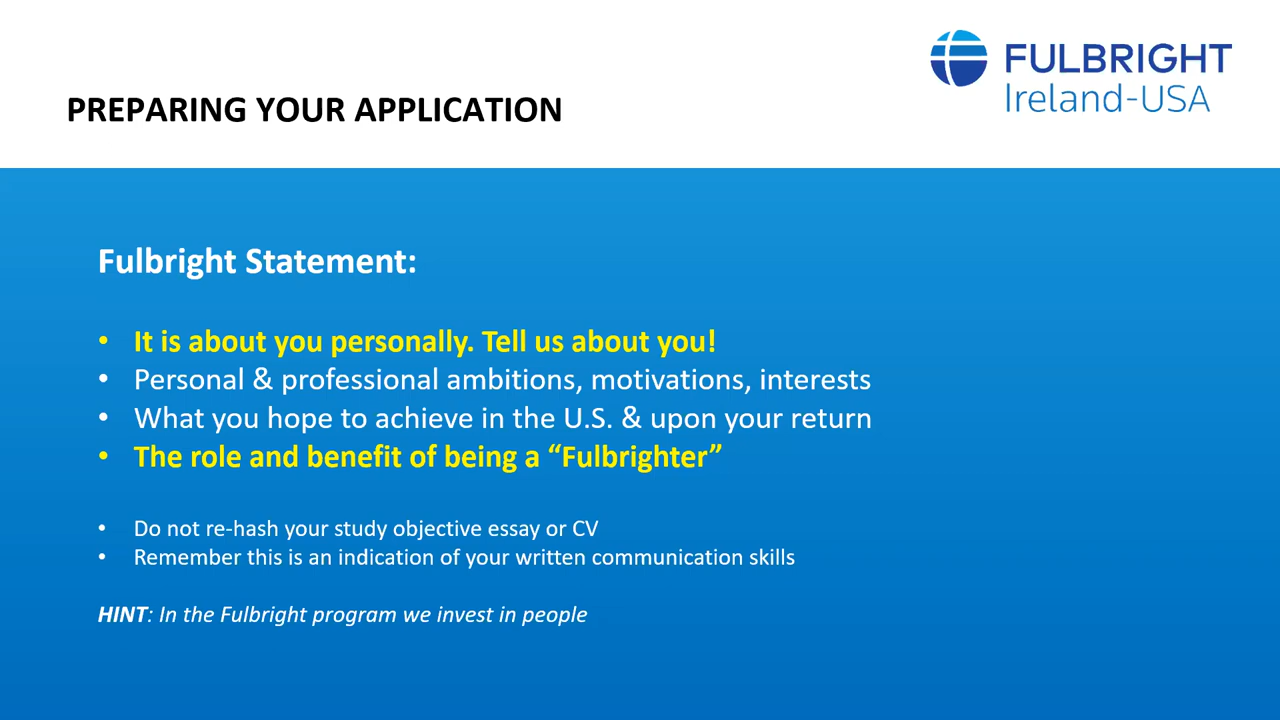 FULBRIGHT
Ireland-USA
PREPARING YOUR APPLICATION
Fulbright Statement:
• It is about you personally. Tell us about you!
• Personal & professional ambitions, motivations, interests
• What you hope to achieve in the U.S. & upon your return
• The role and benefit of being a “Fulbrighter”
• Do not re-hash your study objective essay or CV
• Remember this is an indication of your written communication skills
HINT: In the Fulbright program we invest in people